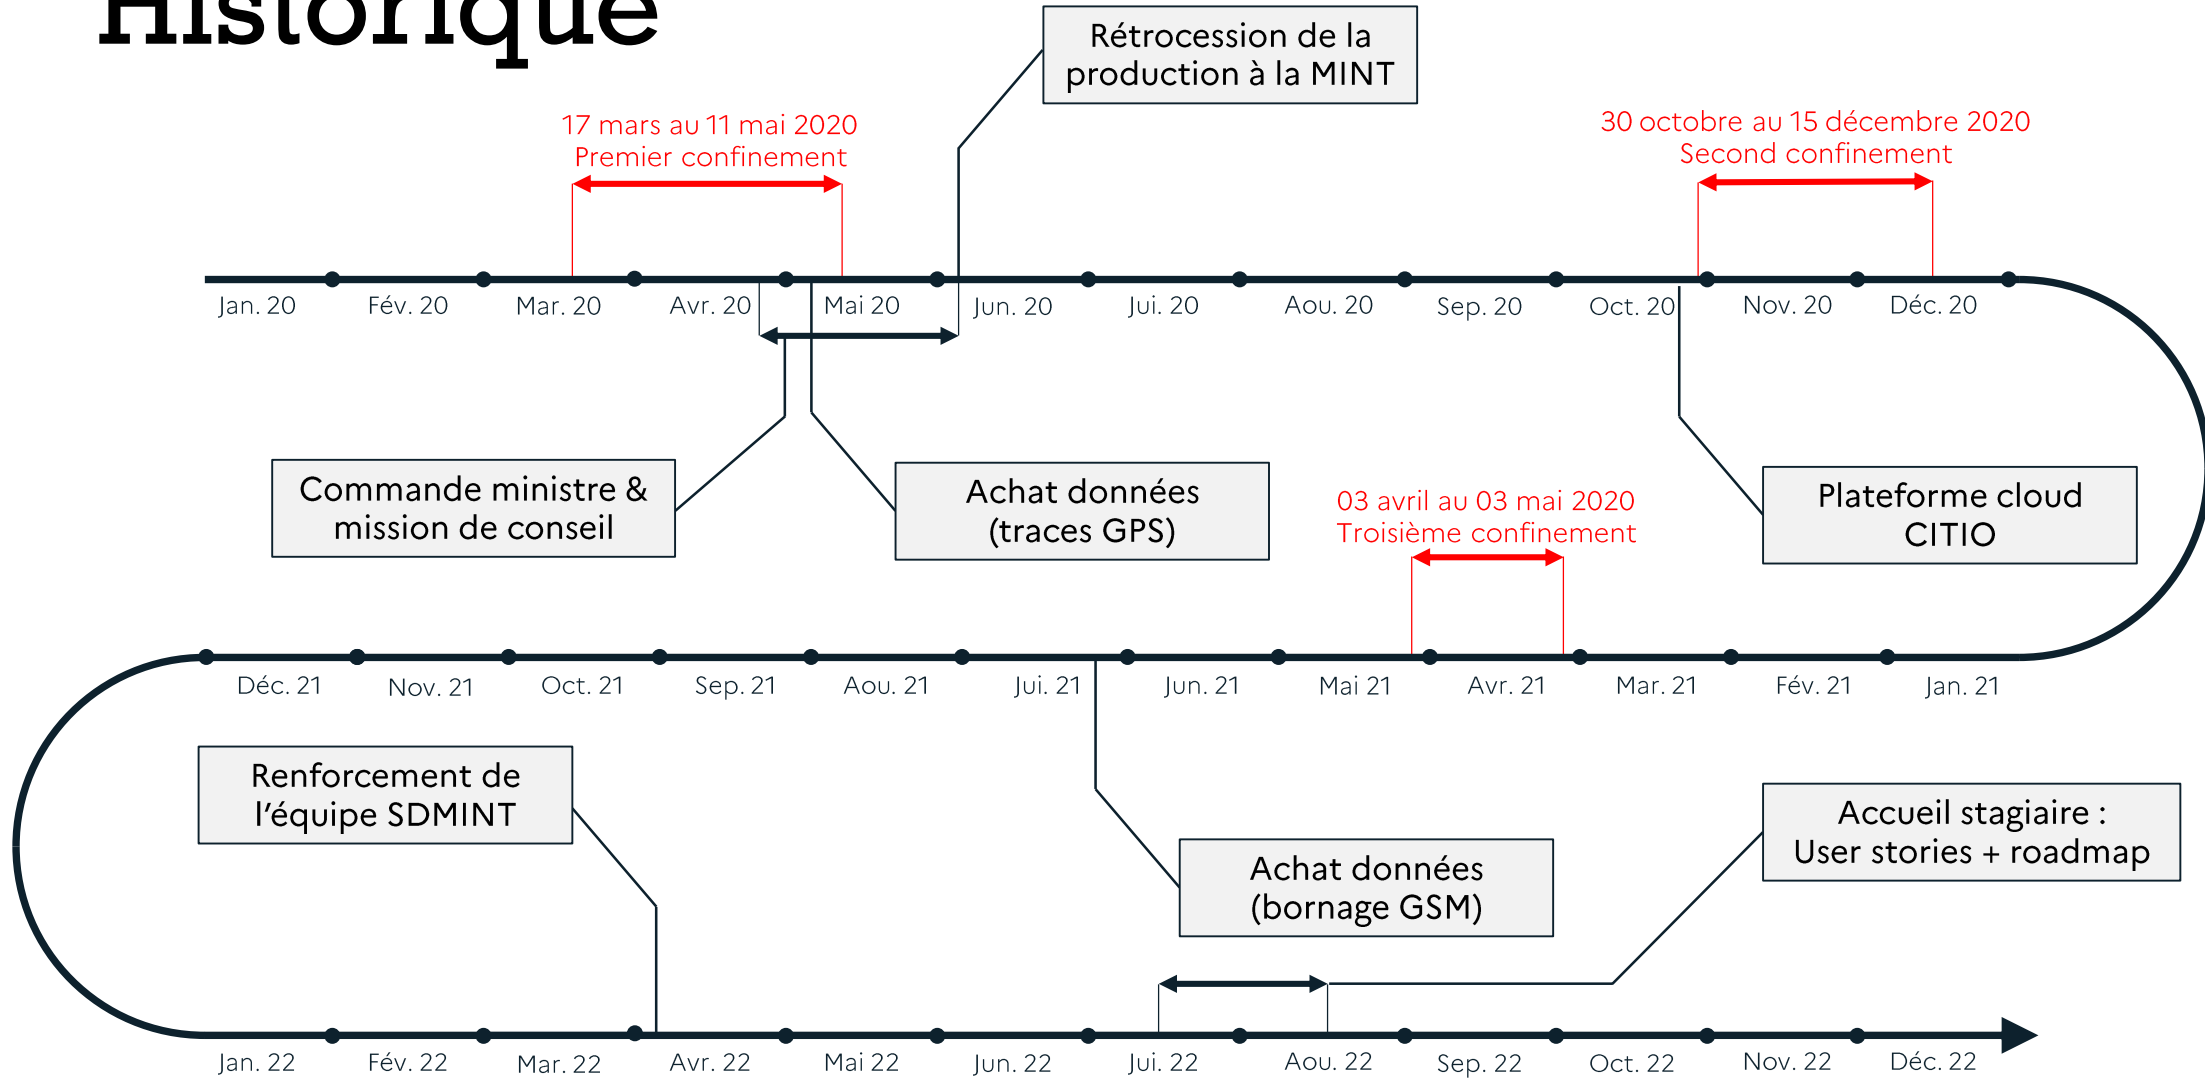 Historique
Rétrocession de la
production à la MINT
17 mars au 11 mai 2020
Premier confinement
30 octobre au 15 décembre 2020
Second confinement
Jan. 20
Fév. 20
Mar. 20
Avr. 20
Mai 20
Jun. 20
Jui. 20
Aou. 20
Sep. 20
Oct. 20
Nov. 20
Déc. 20
Commande ministre &
mission de conseil
Achat données
(traces GPS)
03 avril au 03 mai 2020
Troisième confinement
Plateforme cloud
CITIO
Déc. 21
Nov. 21
Oct. 21
Sep. 21
Aou. 21
Jui. 21
Jun. 21
Mai 21
Avr. 21
Mar. 21
Fév. 21
Jan. 21
Renforcement de
l’équipe SDMINT
Achat données
(bornage GSM)
Accueil stagiaire :
User stories + roadmap
Jan. 22
Fév. 22
Mar. 22
Avr. 22
Mai 22
Jun. 22
Jui. 22
Aou. 22
Sep. 22
Oct. 22
Nov. 22
Déc. 22